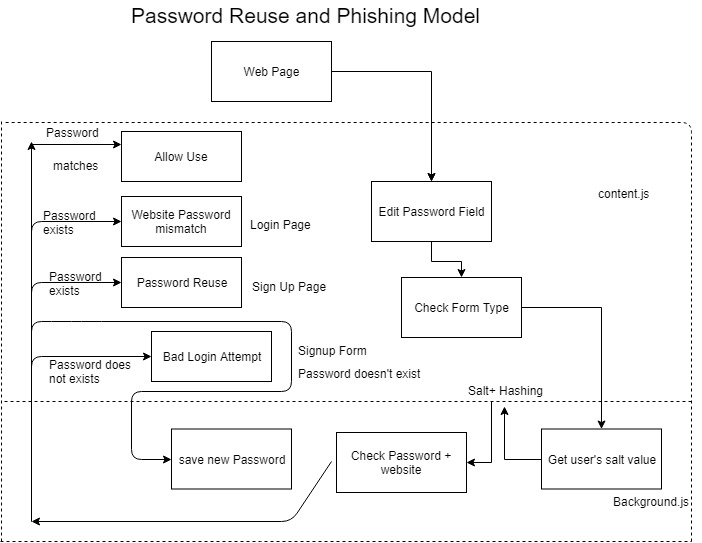 Password Reuse and Phishing Model
Web Page
Password
matches
Allow Use
content.js
Password
exists
Website Password
mismatch
Login Page
Edit Password Field
Password
exists
Password Reuse
Sign Up Page
Check Form Type
Password does
not exists
Bad Login Attempt
Signup Form
Password doesn't exist
Salt+ Hashing
save new Password
Check Password +
website
Get user's salt value
Background.js